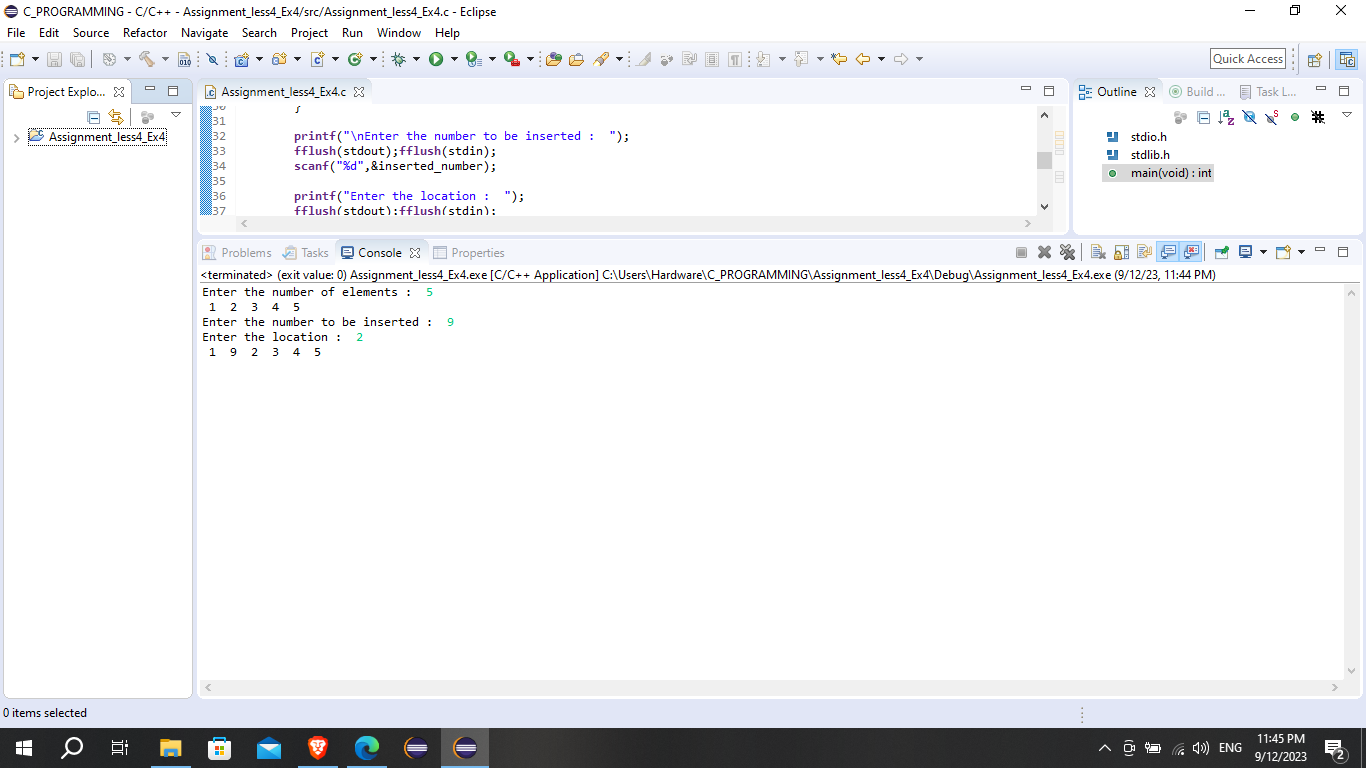 C_PROGRAMMING - C/C++ - Assignment_less4_Ex4/src/Assignment_less4_Ex4.c - Eclipse
File Edit Source Refactor Navigate Search Project Run Window Help
Quick Access
Project Explo...
Assignment_less4_Ex4
Assignment_less4_Ex4.c
30 }
31
32 printf("\nEnter the number to be inserted :  ");
33 fflush(stdout);fflush(stdin);
34 scanf("%d",&inserted_number);
35
36 printf("Enter the location :  ");
37 fflush(stdout);fflush(stdin);
Outline Build ... Task L...
stdio.h
stdlib.h
main(void) : int
Problems Tasks Console Properties
<terminated> (exit value: 0) Assignment_less4_Ex4.exe [C/C++ Application] C:\Users\Hardware\C_PROGRAMMING\Assignment_less4_Ex4\Debug\Assignment_less4_Ex4.exe (9/12/23, 11:44 PM)
Enter the number of elements :  5
1  2  3  4  5
Enter the number to be inserted :  9
Enter the location :  2
1  9  2  3  4  5
0 items selected
ENG
11:45 PM
9/12/2023
2